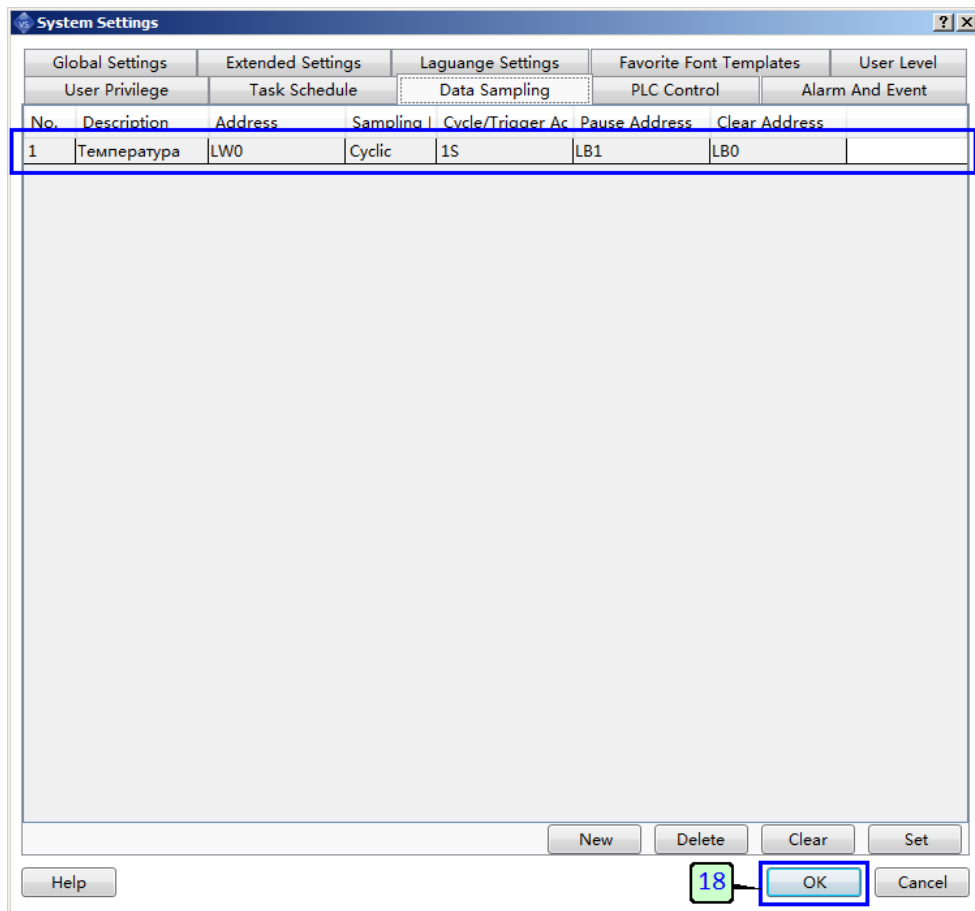 System Settings
Global Settings Extended Settings Laguange Settings Favorite Font Templates User Level
User Privilege Task Schedule Data Sampling PLC Control Alarm And Event
No. Description Address Sampling Cycle/Trigger Ac Pause Address Clear Address
1 Температура LW0 Cyclic 1S LB1 LB0
New Delete Clear Set
Help 18 OK Cancel